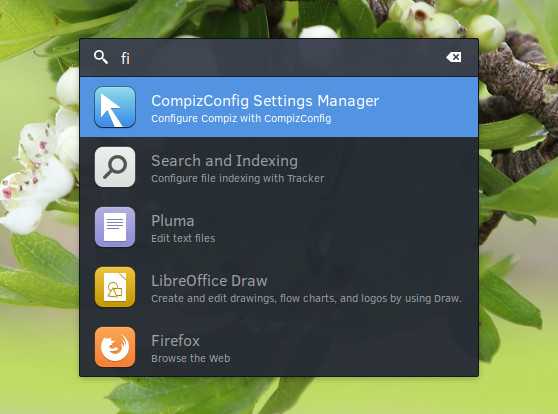 fi
CompizConfig Settings Manager
Configure Compiz with CompizConfig
Search and Indexing
Configure file indexing with Tracker
Pluma
Edit text files
LibreOffice Draw
Create and edit drawings, flow charts, and logos by using Draw.
Firefox
Browse the Web